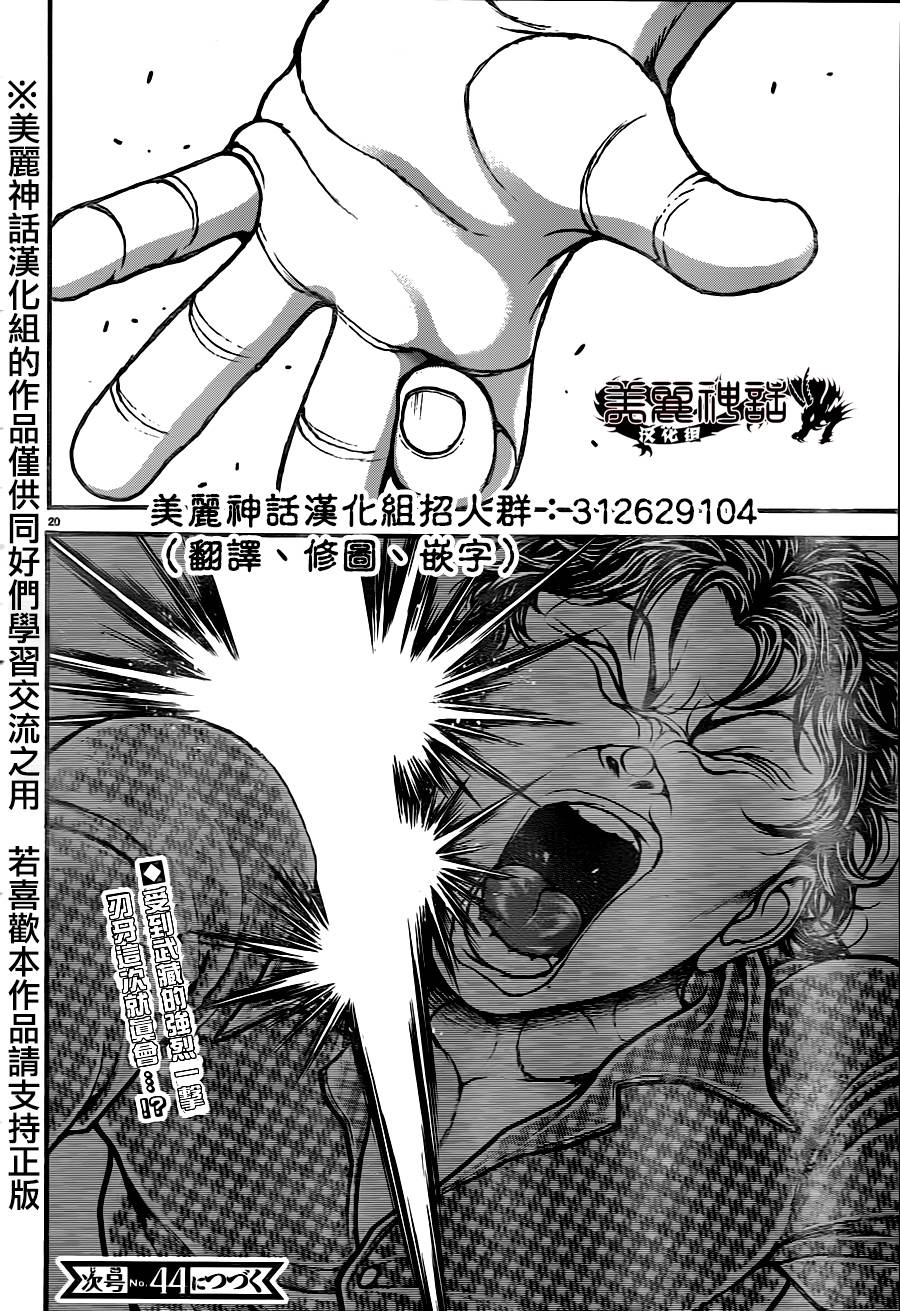 ※美麗神話漢化組的作品僅供同好們學習交流之用 若喜歡本作品請支持正版
美麗神話
汉化组
20
美麗神話漢化組招人群：312629104
（翻譯、修圖、嵌字）
◆受到武藏的強烈一擊
刃牙這次就真會…!?
じごう
次号No.44につづく